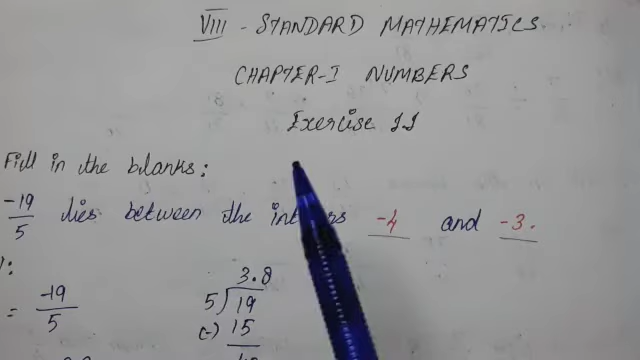 VIII - STANDARD MATHEMATICS
CHAPTER-I NUMBERS
Exercise 1.1
Fill in the blanks:
-19/5 lies between the -4 and -3.
= -19/5
3.8
5) 19
(-) 15